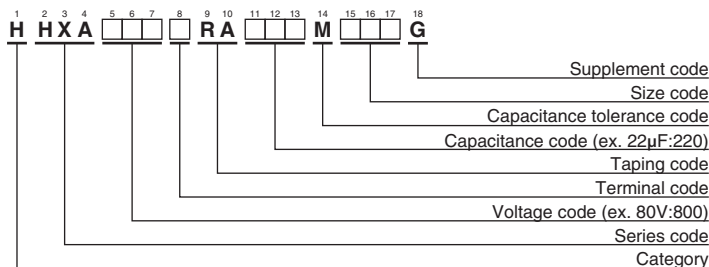 1 2 3 4 5 6 7 8 9 10 11 12 13 14 15 16 17 18
H HXA RA M G
Supplement code
Size code
Capacitance tolerance code
Capacitance code (ex. 22µF:220)
Taping code
Terminal code
Voltage code (ex. 80V:800)
Series code
Category